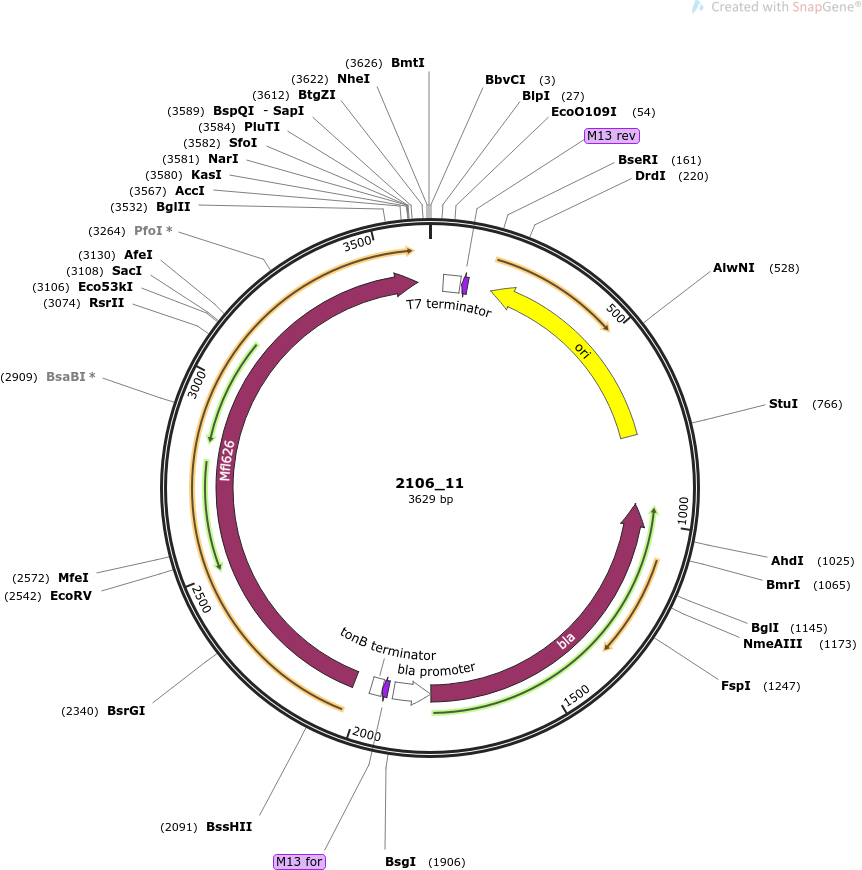 Created with SnapGene®
(3626) BmtI
(3622) NheI
(3612) BtgZI
(3589) BspQI - SapI
(3584) PluTI
(3582) SfoI
(3581) NarI
(3580) KasI
(3567) AccI
(3532) BglII
(3264) PfoI *
(3130) AfeI
(3108) SacI
(3106) Eco53kI
(3074) RsrII
(2909) BsaBI *
(2572) MfeI
(2542) EcoRV
(2340) BsrGI
(2091) BssHII
M13 for
BsgI (1906)
BbvCI (3)
BlpI (27)
EcoO109I (54)
M13 rev
BseRI (161)
DrdI (220)
AlwNI (528)
StuI (766)
AhdI (1025)
BmrI (1065)
BglI (1145)
NmeAIII (1173)
FspI (1247)
500
1000
1500
2000
2500
3000
3500
T7 terminator
ori
bla
bla promoter
tonB terminator
Mfl626
2106_11
3629 bp